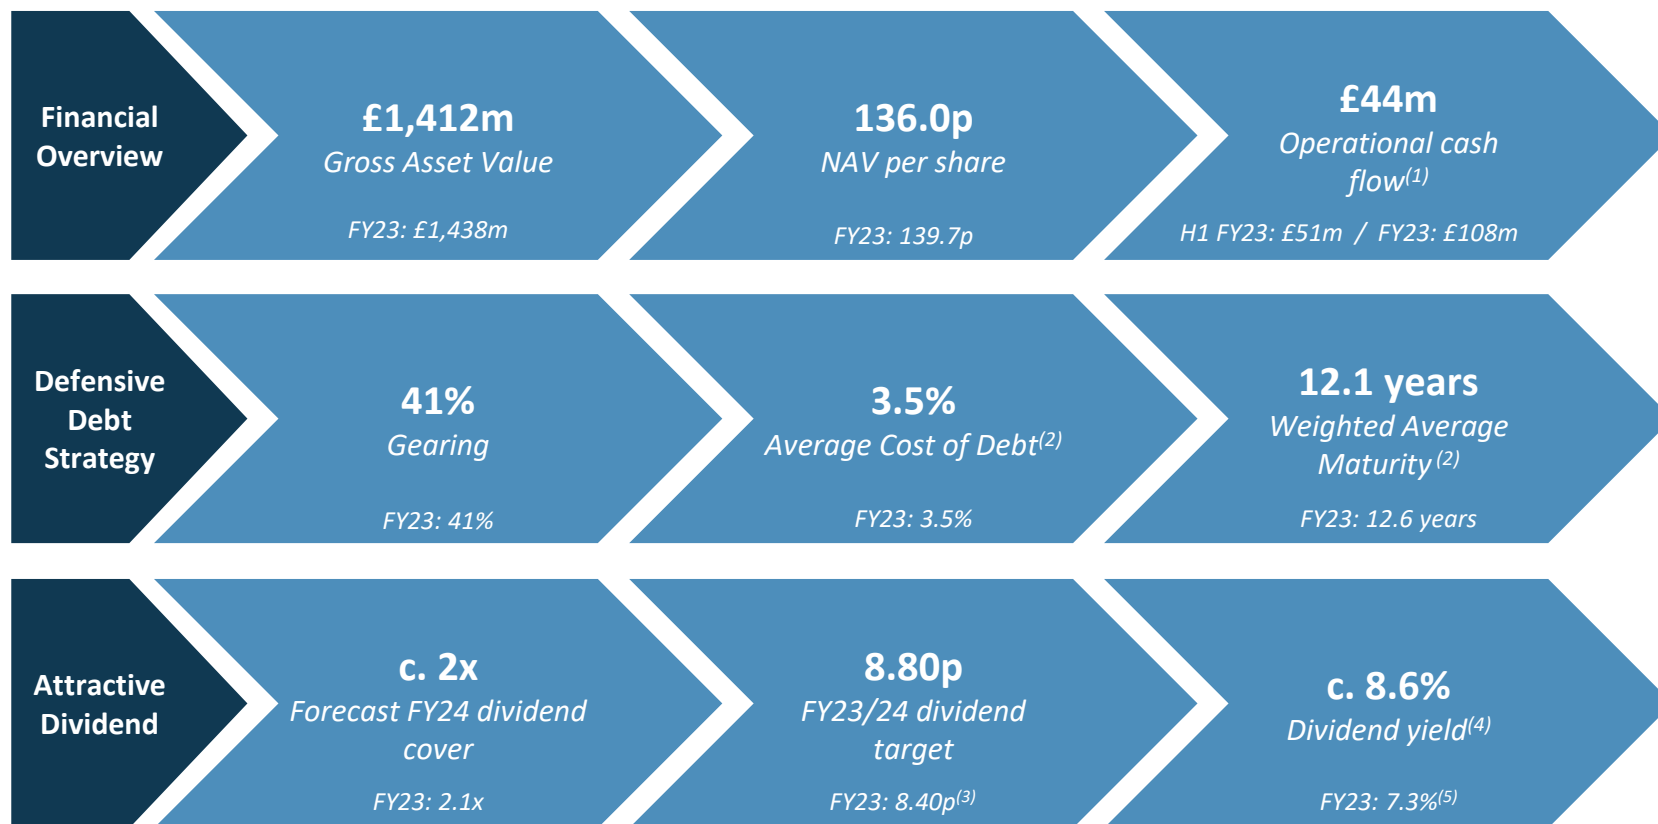 Financial
Overview
£1,412m
Gross Asset Value
FY23: £1,438m
136.0p
NAV per share
FY23: 139.7p
£44m
Operational cash
flow(1)
H1 FY23: £51m / FY23: £108m
Defensive
Debt
Strategy
41%
Gearing
FY23: 41%
3.5%
Average Cost of Debt(2)
FY23: 3.5%
12.1 years
Weighted Average
Maturity (2)
FY23: 12.6 years
Attractive
Dividend
c. 2x
Forecast FY24 dividend
cover
FY23: 2.1x
8.80p
FY23/24 dividend
target
FY23: 8.40p(3)
c. 8.6%
Dividend yield(4)
FY23: 7.3%(5)